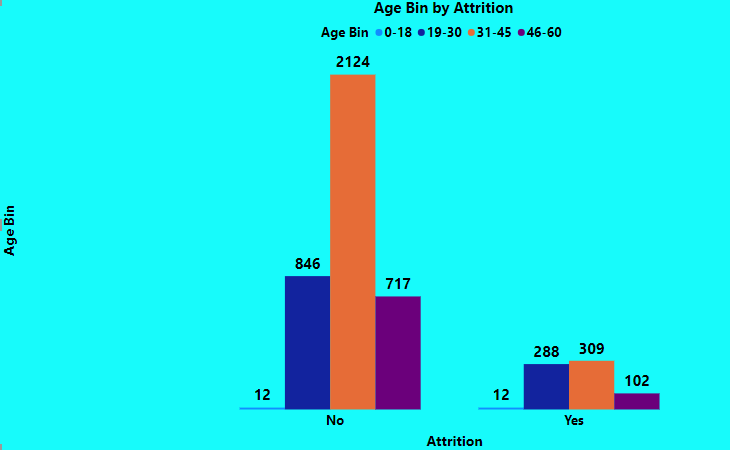 Age Bin by Attrition
Age Bin 0-18 19-30 31-45 46-60
2124
846
717
12
288
309
102
12
No
Yes
Age Bin
Attrition